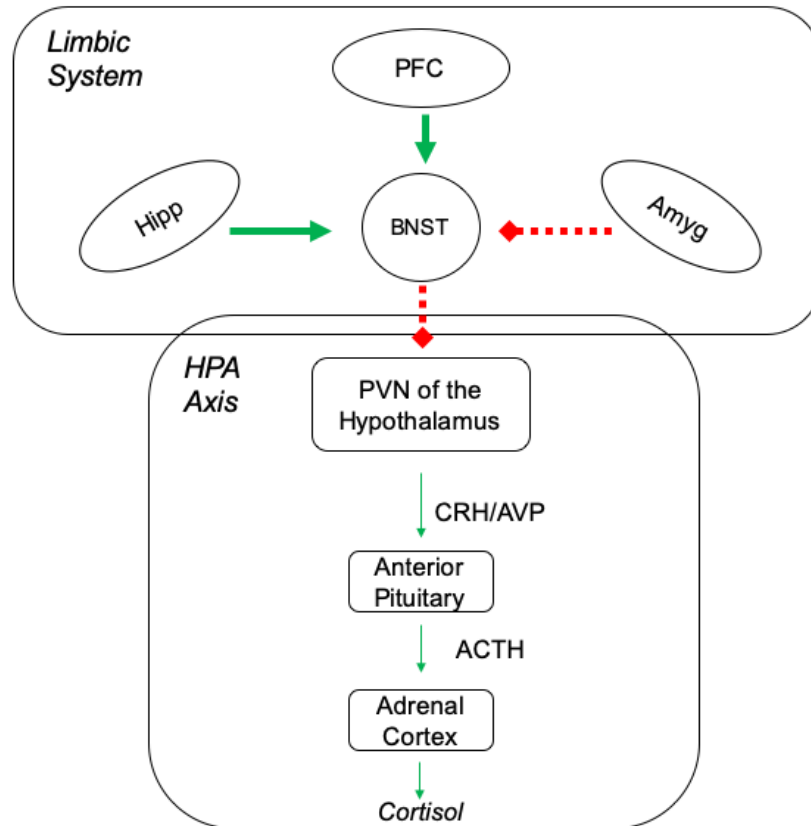 Limbic
System
PFC
Hipp
BNST
Amyg
HPA
Axis
PVN of the
Hypothalamus
CRH/AVP
Anterior
Pituitary
ACTH
Adrenal
Cortex
Cortisol